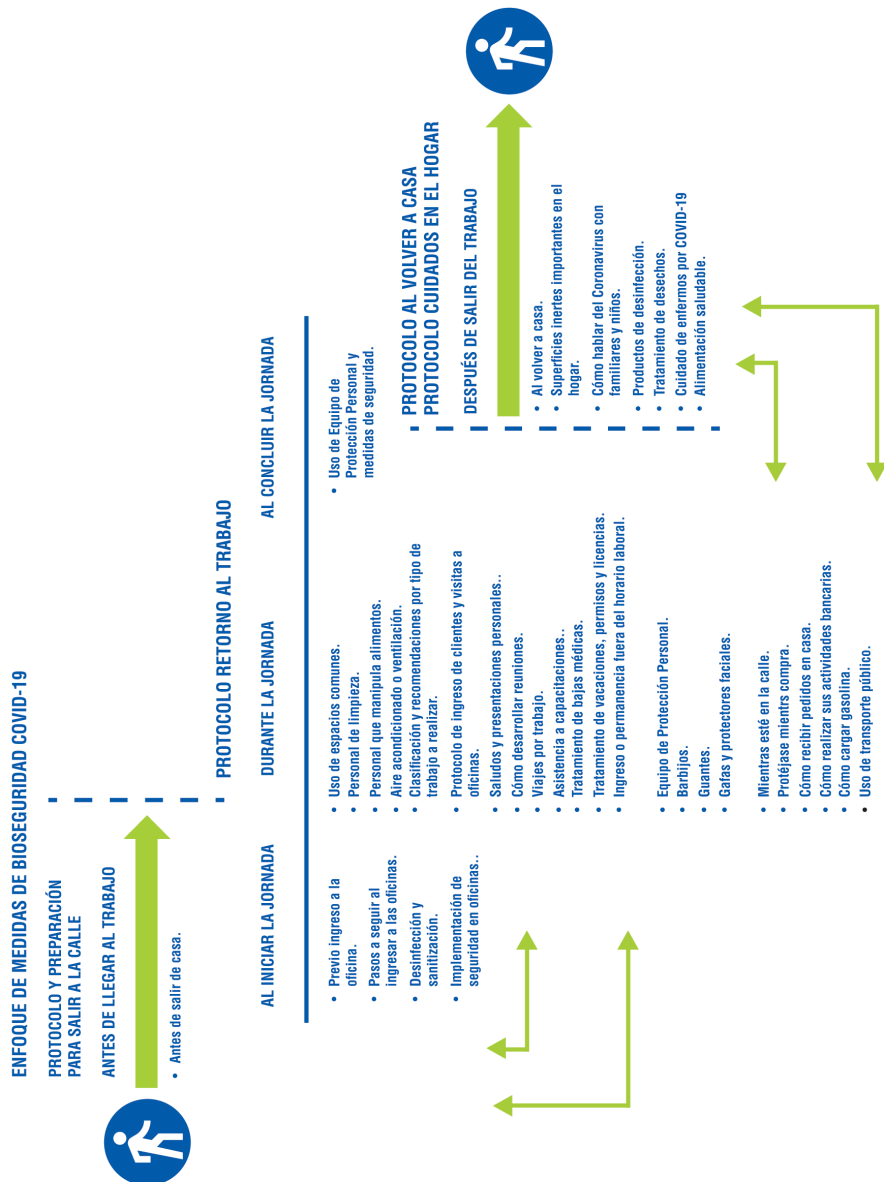 ENFOQUE DE MEDIDAS DE BIOSEGURIDAD COVID-19
PROTOCOLO Y PREPARACIÓN
PARA SALIR A LA CALLE
ANTES DE LLEGAR AL TRABAJO
• Antes de salir de casa.
PROTOCOLO RETORNO AL TRABAJO
AL INICIAR LA JORNADA
• Previo ingreso a la
oficina.
• Pasos a seguir al
ingresar a las oficinas.
• Desinfección y
sanitización.
• Implementación de
seguridad en oficinas..
DURANTE LA JORNADA
• Uso de espacios comunes.
• Personal de limpieza.
• Personal que manipula alimentos.
• Aire acondicionado o ventilación.
• Clasificación y recomendaciones por tipo de
trabajo a realizar.
• Protocolo de ingreso de clientes y visitas a
oficinas.
• Saludos y presentaciones personales..
• Cómo desarrollar reuniones.
• Viajes por trabajo.
• Asistencia a capacitaciones..
• Tratamiento de bajas médicas.
• Tratamiento de vacaciones, permisos y licencias.
• Ingreso o permanencia fuera del horario laboral.
• Equipo de Protección Personal.
• Barbijos.
• Guantes.
• Gafas y protectores faciales.
• Mientras esté en la calle.
• Protéjase mientrs compra.
• Cómo recibir pedidos en casa.
• Cómo realizar sus actividades bancarias.
• Cómo cargar gasolina.
• Uso de transporte público.
AL CONCLUIR LA JORNADA
• Uso de Equipo de
Protección Personal y
medidas de seguridad.
PROTOCOLO AL VOLVER A CASA
PROTOCOLO CUIDADOS EN EL HOGAR
DESPUÉS DE SALIR DEL TRABAJO
• Al volver a casa.
• Superficies inertes importantes en el
hogar.
• Cómo hablar del Coronavirus con
familiares y niños.
• Productos de desinfección.
• Tratamiento de desechos.
• Cuidado de enfermos por COVID-19
• Alimentación saludable.